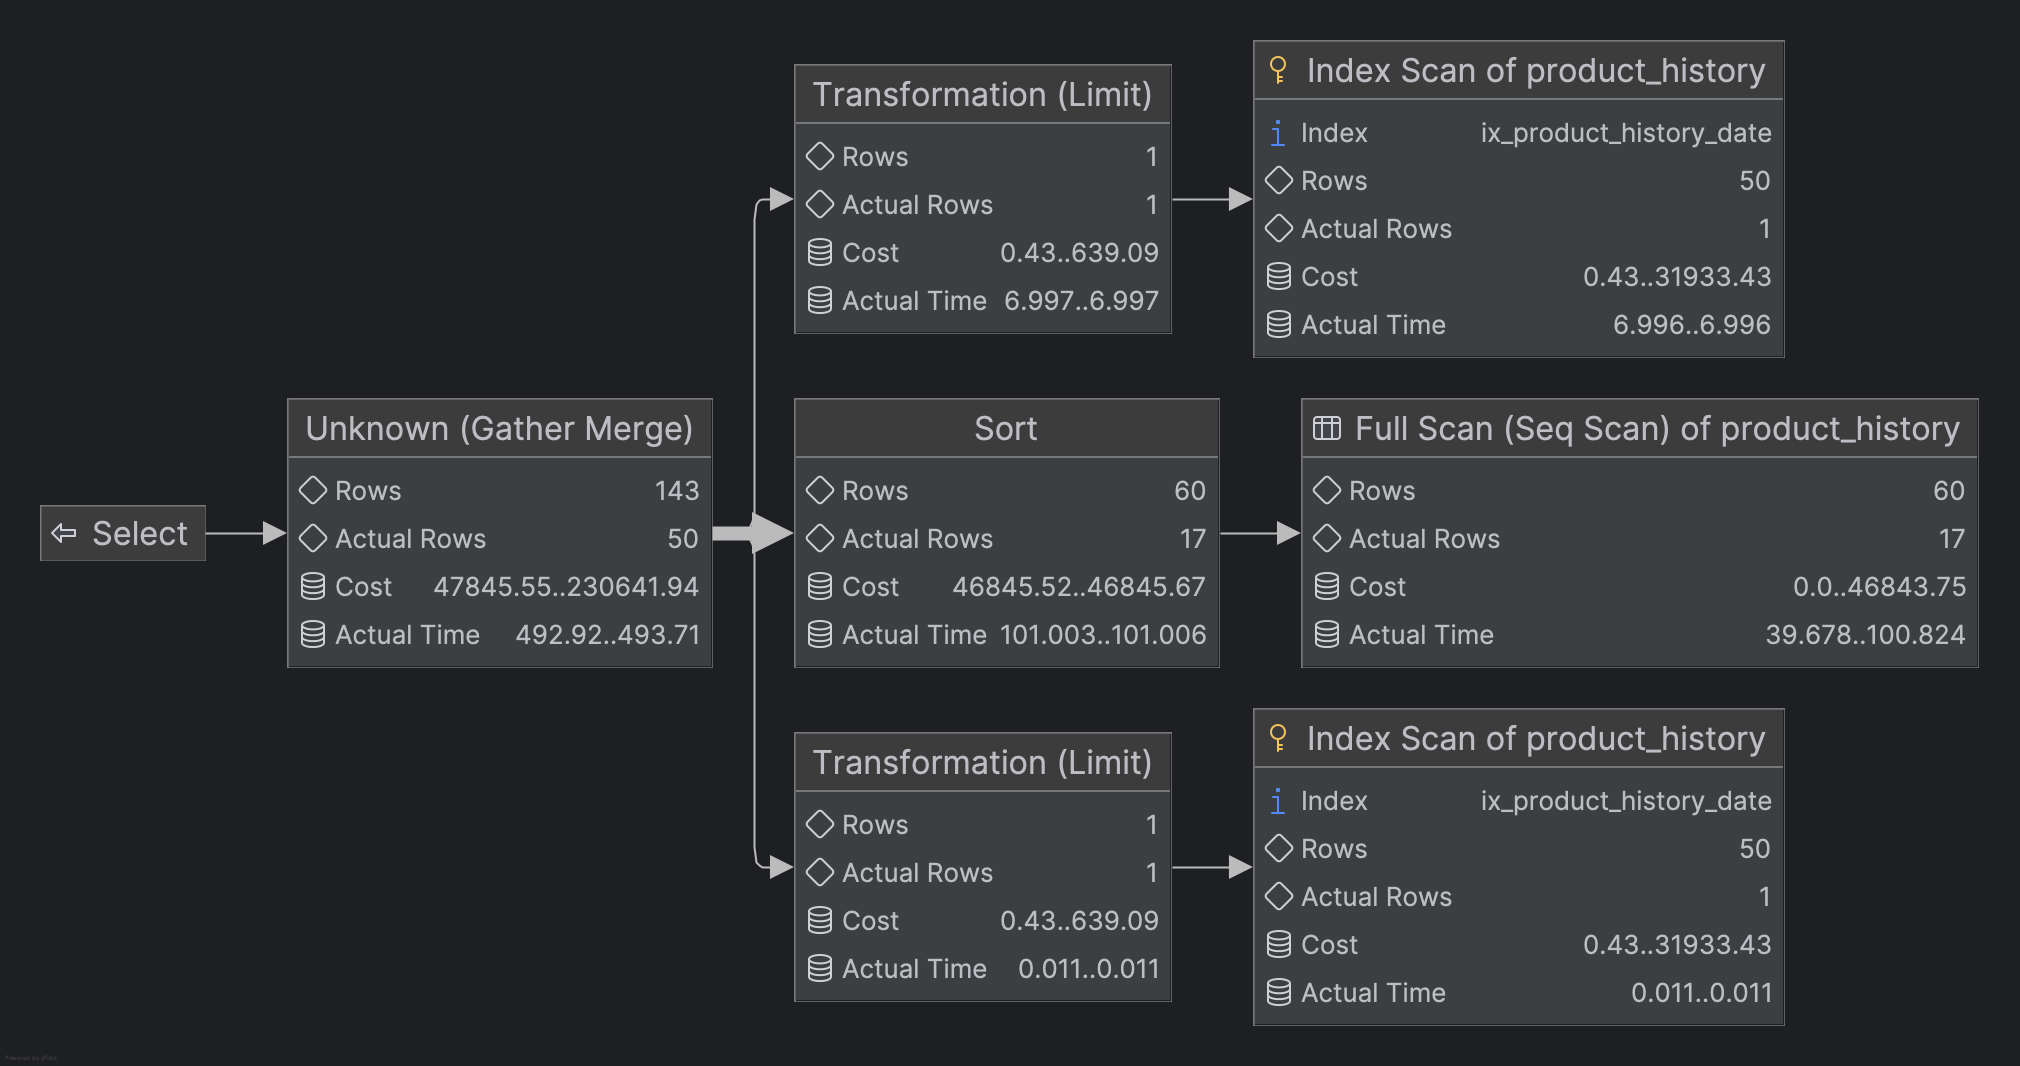 Select
Unknown (Gather Merge)
Rows 143
Actual Rows 50
Cost 47845.55..230641.94
Actual Time 492.92..493.71
Transformation (Limit)
Rows 1
Actual Rows 1
Cost 0.43..639.09
Actual Time 6.997..6.997
Index Scan of product_history
Index ix_product_history_date
Rows 50
Actual Rows 1
Cost 0.43..31933.43
Actual Time 6.996..6.996
Sort
Rows 60
Actual Rows 17
Cost 46845.52..46845.67
Actual Time 101.003..101.006
Full Scan (Seq Scan) of product_history
Rows 60
Actual Rows 17
Cost 0.0..46843.75
Actual Time 39.678..100.824
Transformation (Limit)
Rows 1
Actual Rows 1
Cost 0.43..639.09
Actual Time 0.011..0.011
Index Scan of product_history
Index ix_product_history_date
Rows 50
Actual Rows 1
Cost 0.43..31933.43
Actual Time 0.011..0.011
Powered by yFiles